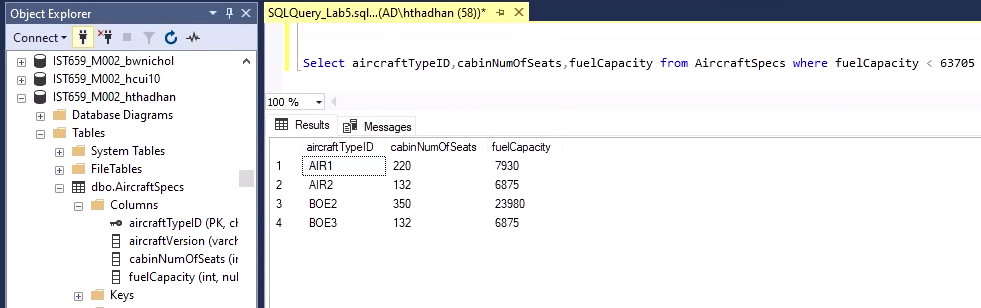 Object Explorer
Connect
IST659_M002_bwnichol
IST659_M002_hcui10
IST659_M002_hthadhan
Database Diagrams
Tables
System Tables
FileTables
dbo.AircraftSpecs
Columns
aircraftTypeID (PK, ch
aircraftVersion (varch
cabinNumOfSeats (in
fuelCapacity (int, nul
Keys
SQLQuery_Lab5.sql...(AD\hthadhan (58))*
Select aircraftTypeID,cabinNumOfSeats,fuelCapacity from AircraftSpecs where fuelCapacity < 63705
100 %
Results Messages
aircraftTypeID cabinNumOfSeats fuelCapacity
1 AIR1 220 7930
2 AIR2 132 6875
3 BOE2 350 23980
4 BOE3 132 6875